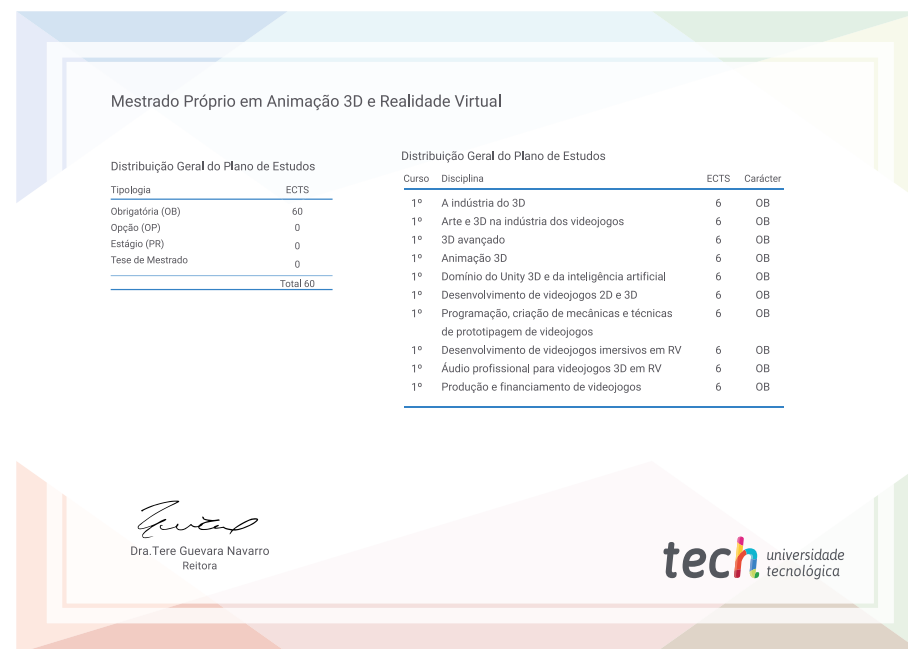 Mestrado Próprio em Animação 3D e Realidade Virtual
Distribuição Geral do Plano de Estudos
Tipologia ECTS
Obrigatória (OB) 60
Opção (OP) 0
Estágio (PR) 0
Tese de Mestrado 0
Total 60
Distribuição Geral do Plano de Estudos
Curso Disciplina ECTS Carácter
1º A indústria do 3D 6 OB
1º Arte e 3D na indústria dos videojogos 6 OB
1º 3D avançado 6 OB
1º Animação 3D 6 OB
1º Domínio do Unity 3D e da inteligência artificial 6 OB
1º Desenvolvimento de videojogos 2D e 3D 6 OB
1º Programação, criação de mecânicas e técnicas 6 OB
de prototipagem de videojogos
1º Desenvolvimento de videojogos imersivos em RV 6 OB
1º Áudio profissional para videojogos 3D em RV 6 OB
1º Produção e financiamento de videojogos 6 OB
Dra.Tere Guevara Navarro
Reitora
tech universidade
tecnológica